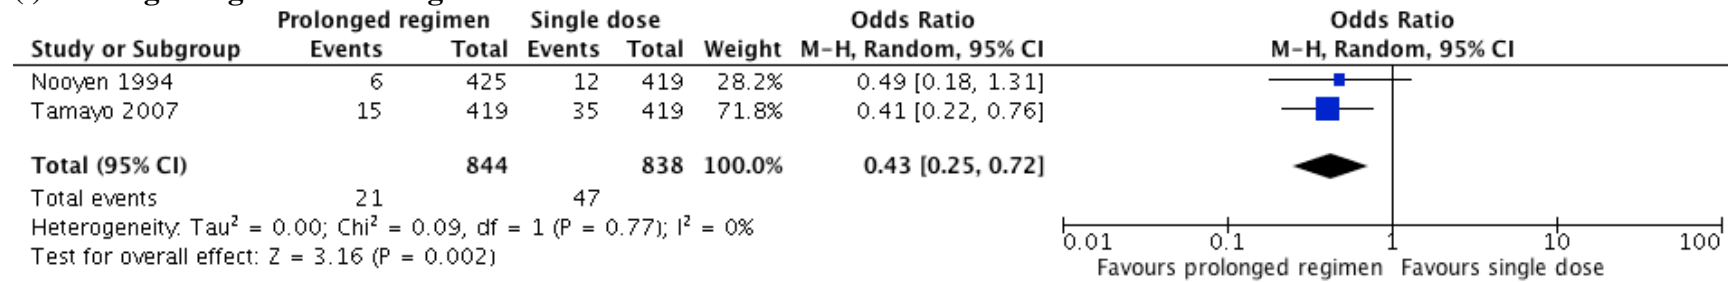 Prolonged regimen Single dose Odds Ratio Odds Ratio
Study or Subgroup Events Total Events Total Weight M-H, Random, 95% CI M-H, Random, 95% CI
Nooyen 1994 6 425 12 419 28.2% 0.49 [0.18, 1.31]
Tamayo 2007 15 419 35 419 71.8% 0.41 [0.22, 0.76]
Total (95% CI) 844 838 100.0% 0.43 [0.25, 0.72]
Total events 21 47
Heterogeneity: Tau² = 0.00; Chi² = 0.09, df = 1 (P = 0.77); I² = 0%
Test for overall effect: Z = 3.16 (P = 0.002)
0.01 0.1 1 10 100
Favours prolonged regimen Favours single dose